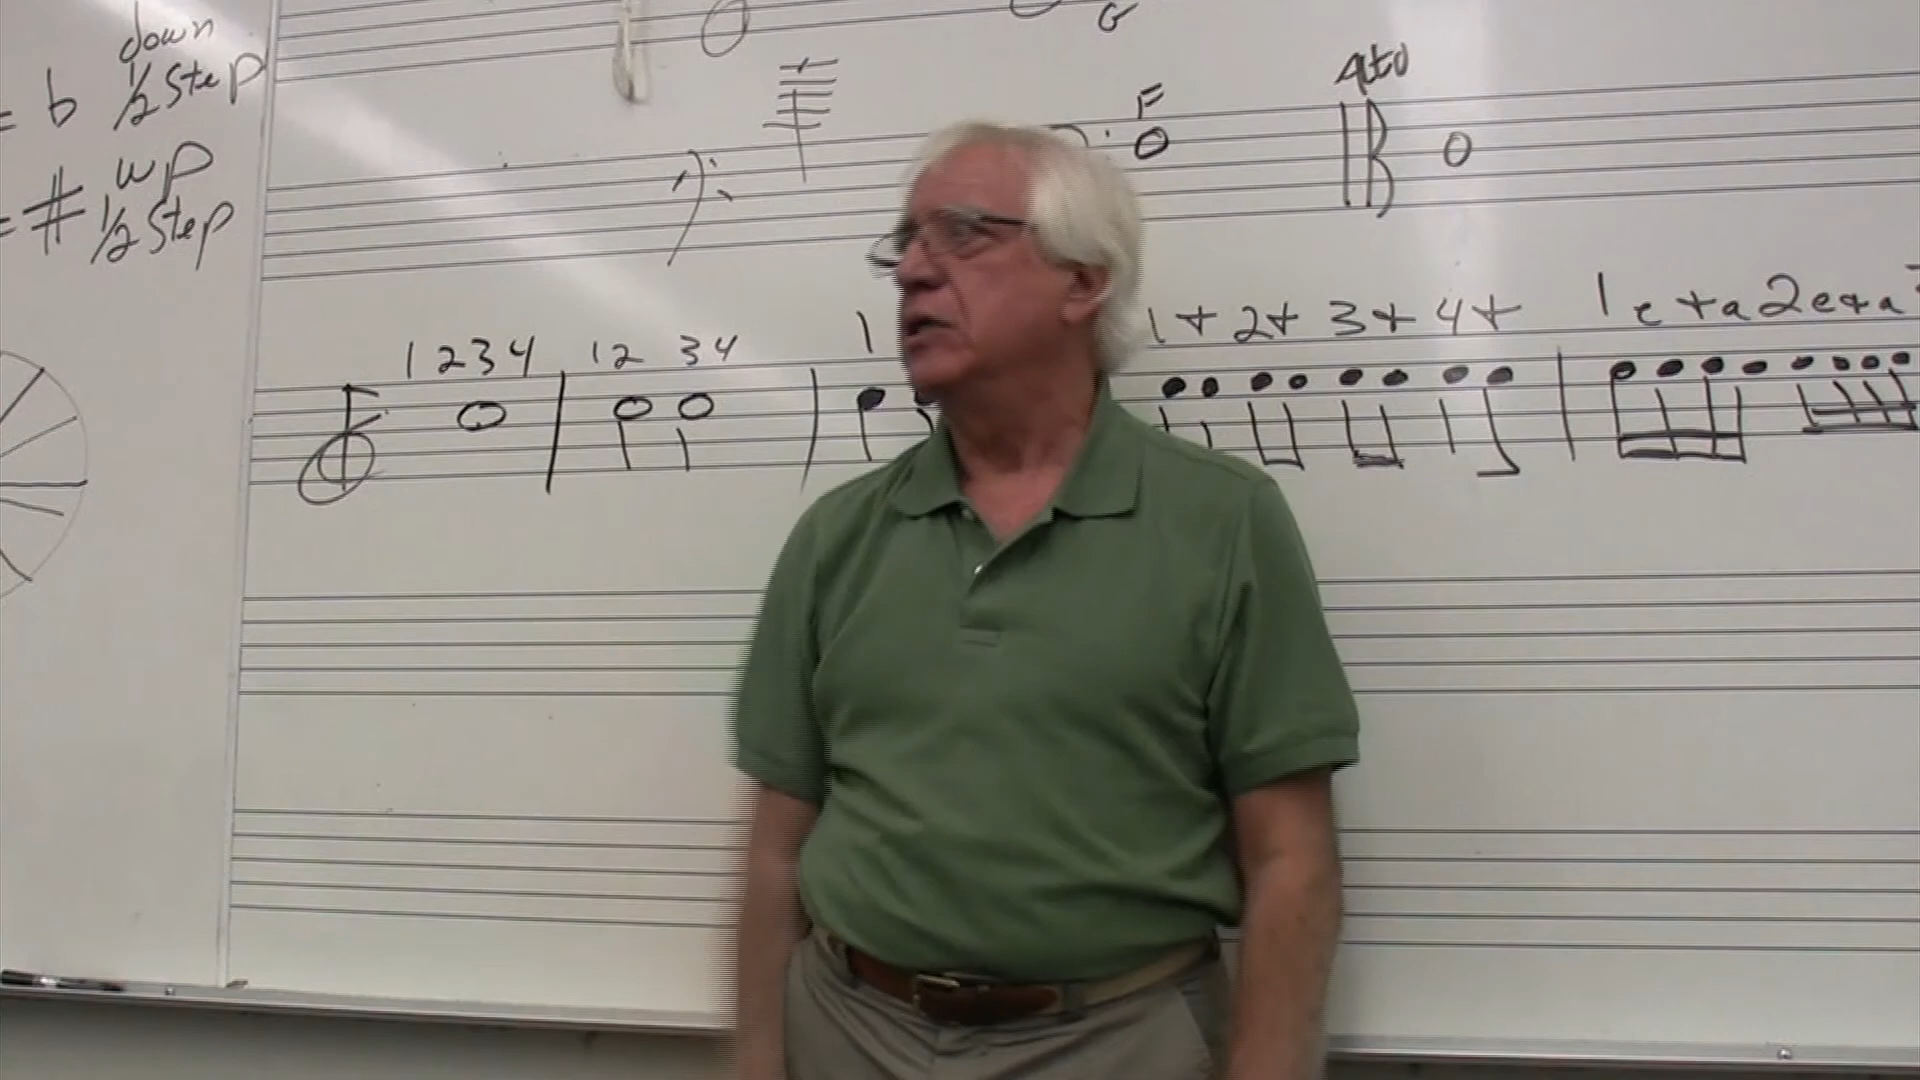 down
= b ½ step
up
= # ½ step
G
F
Alto
1 2 3 4 1 2 3 4 1 1 + 2 + 3 + 4 + 1 e + a 2 e + a